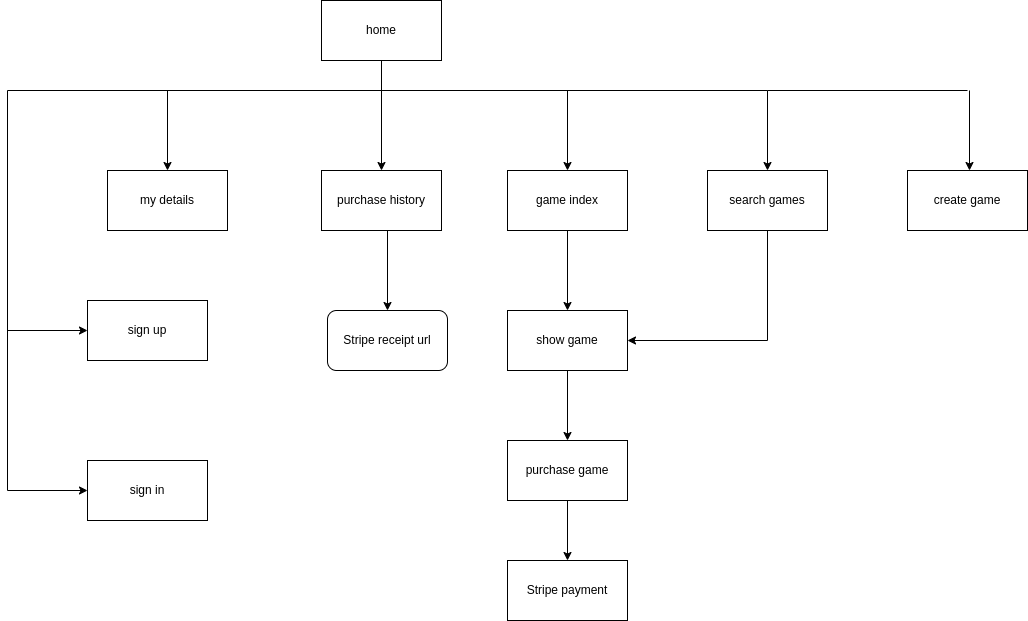 home
my details
purchase history
game index
search games
create game
sign up
Stripe receipt url
show game
purchase game
sign in
Stripe payment